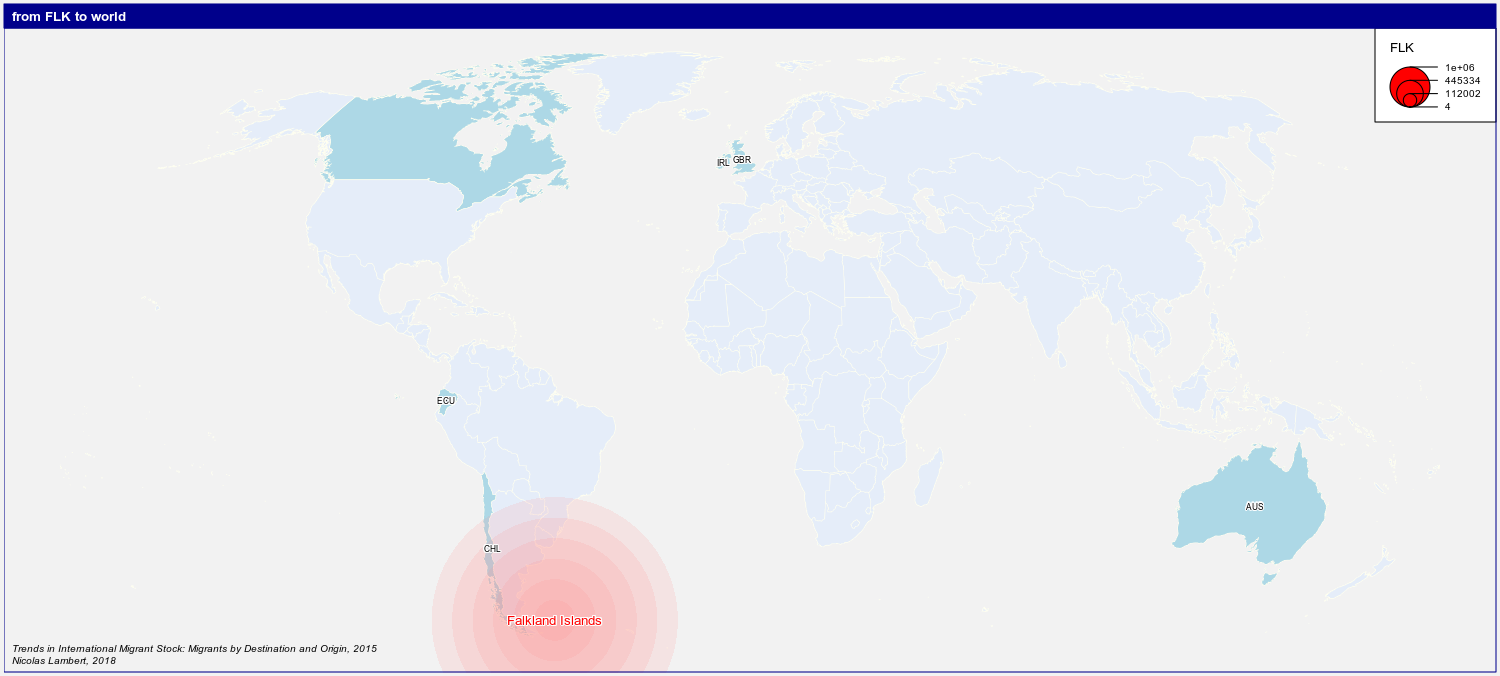 from FLK to world
FLK
1e+06
445334
112002
4
IRL
GBR
ECU
AUS
CHL
Falkland Islands
Trends in International Migrant Stock: Migrants by Destination and Origin, 2015
Nicolas Lambert, 2018